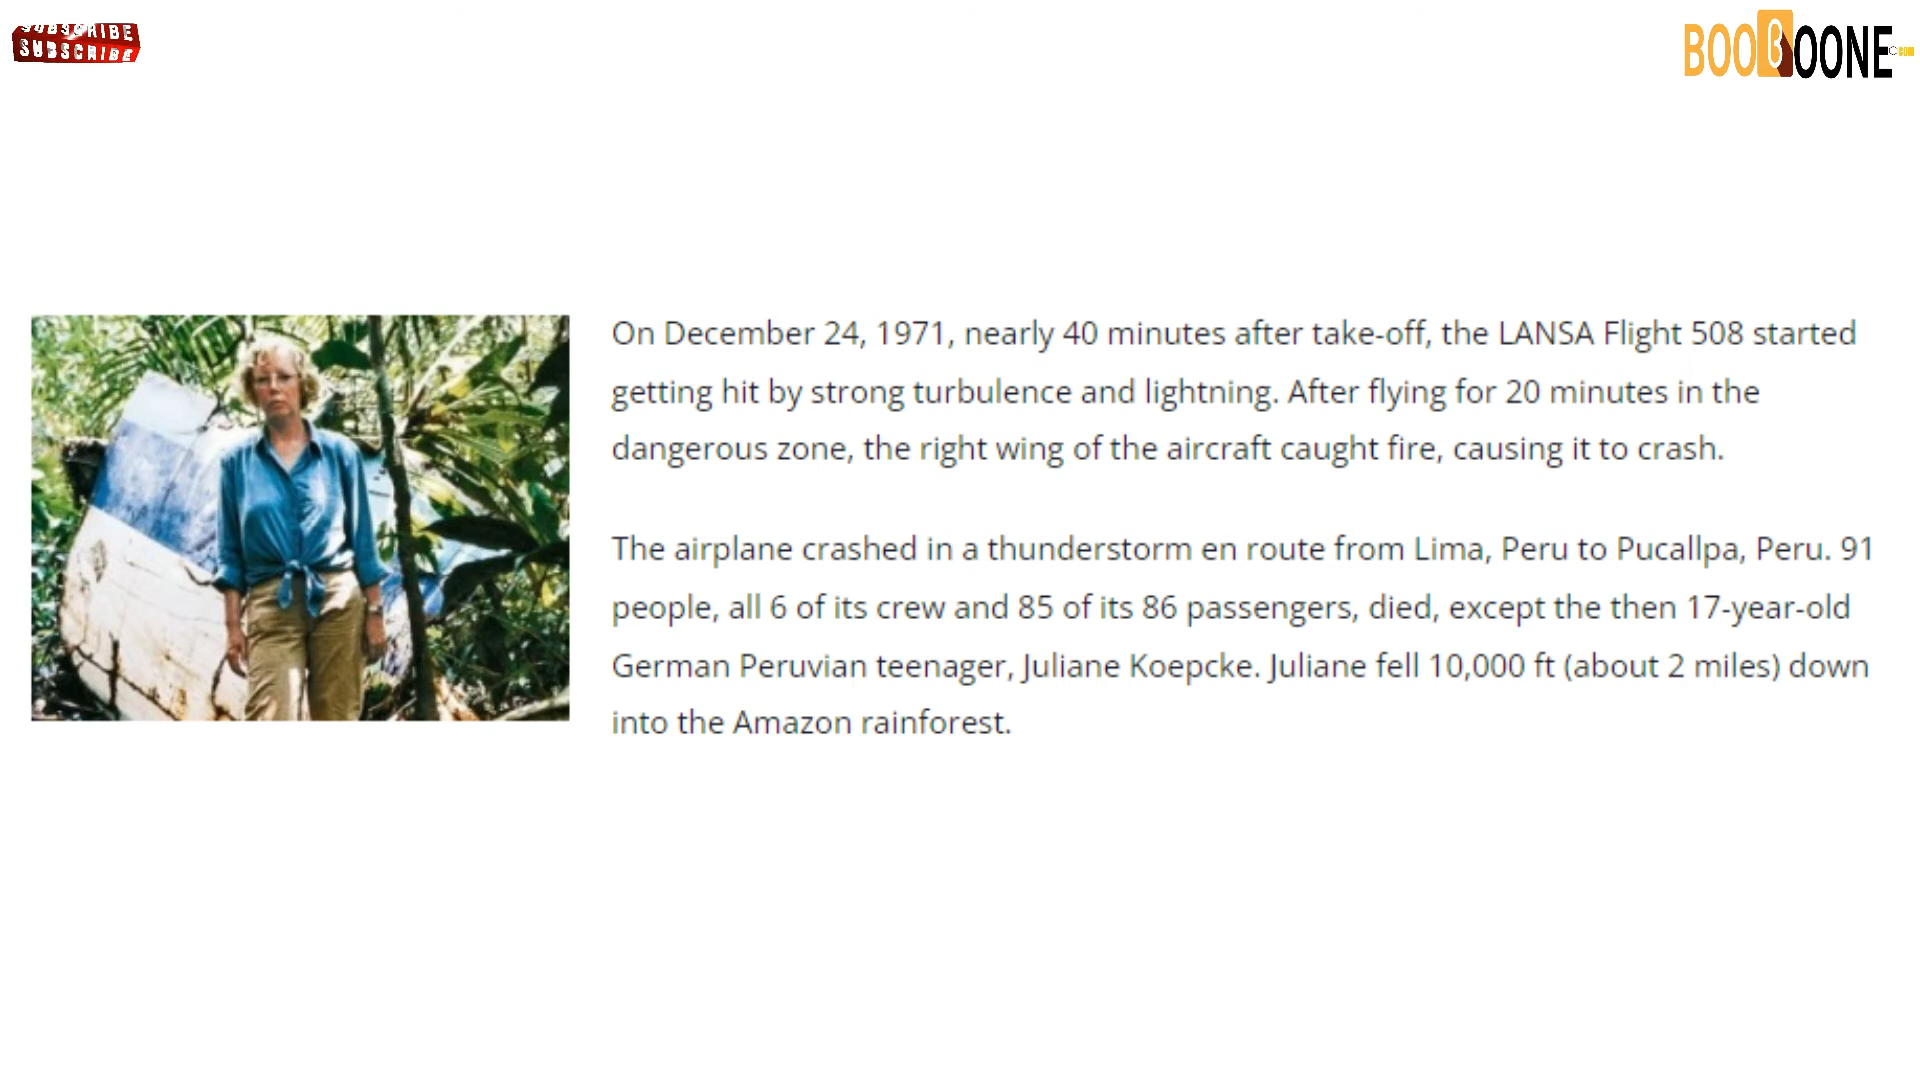 SUBSCRIBE
SUBSCRIBE
BOOBOONE.COM
On December 24, 1971, nearly 40 minutes after take-off, the LANSA Flight 508 started
getting hit by strong turbulence and lightning. After flying for 20 minutes in the
dangerous zone, the right wing of the aircraft caught fire, causing it to crash.
The airplane crashed in a thunderstorm en route from Lima, Peru to Pucallpa, Peru. 91
people, all 6 of its crew and 85 of its 86 passengers, died, except the then 17-year-old
German Peruvian teenager, Juliane Koepcke. Juliane fell 10,000 ft (about 2 miles) down
into the Amazon rainforest.